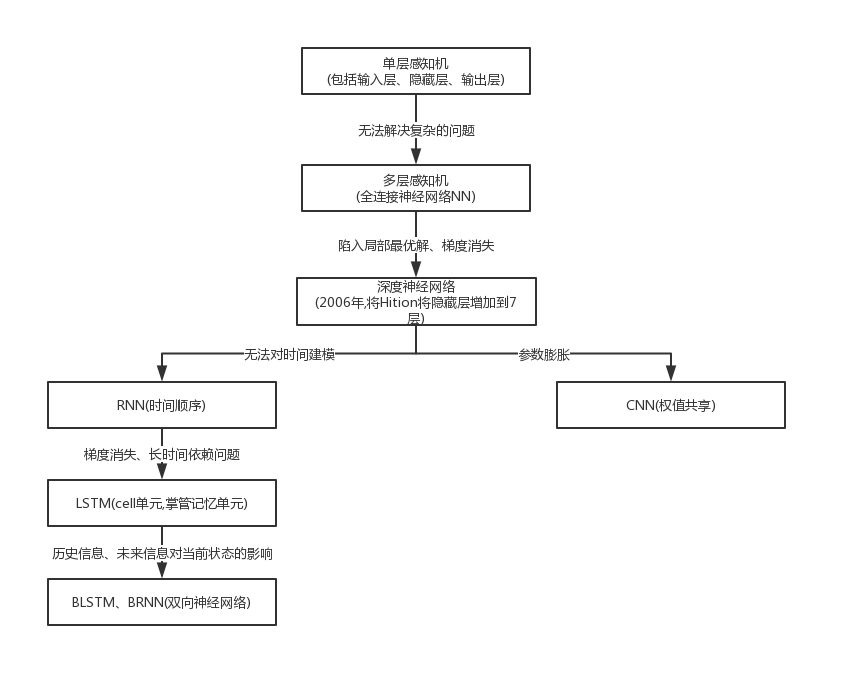 单层感知机
(包括输入层、隐藏层、输出层)
无法解决复杂的问题
多层感知机
(全连接神经网络NN)
陷入局部最优解、梯度消失
深度神经网络
(2006年,将Hition将隐藏层增加到7
层)
无法对时间建模
参数膨胀
RNN(时间顺序)
CNN(权值共享)
梯度消失、长时间依赖问题
LSTM(cell单元,掌管记忆单元)
历史信息、未来信息对当前状态的影响
BLSTM、BRNN(双向神经网络)